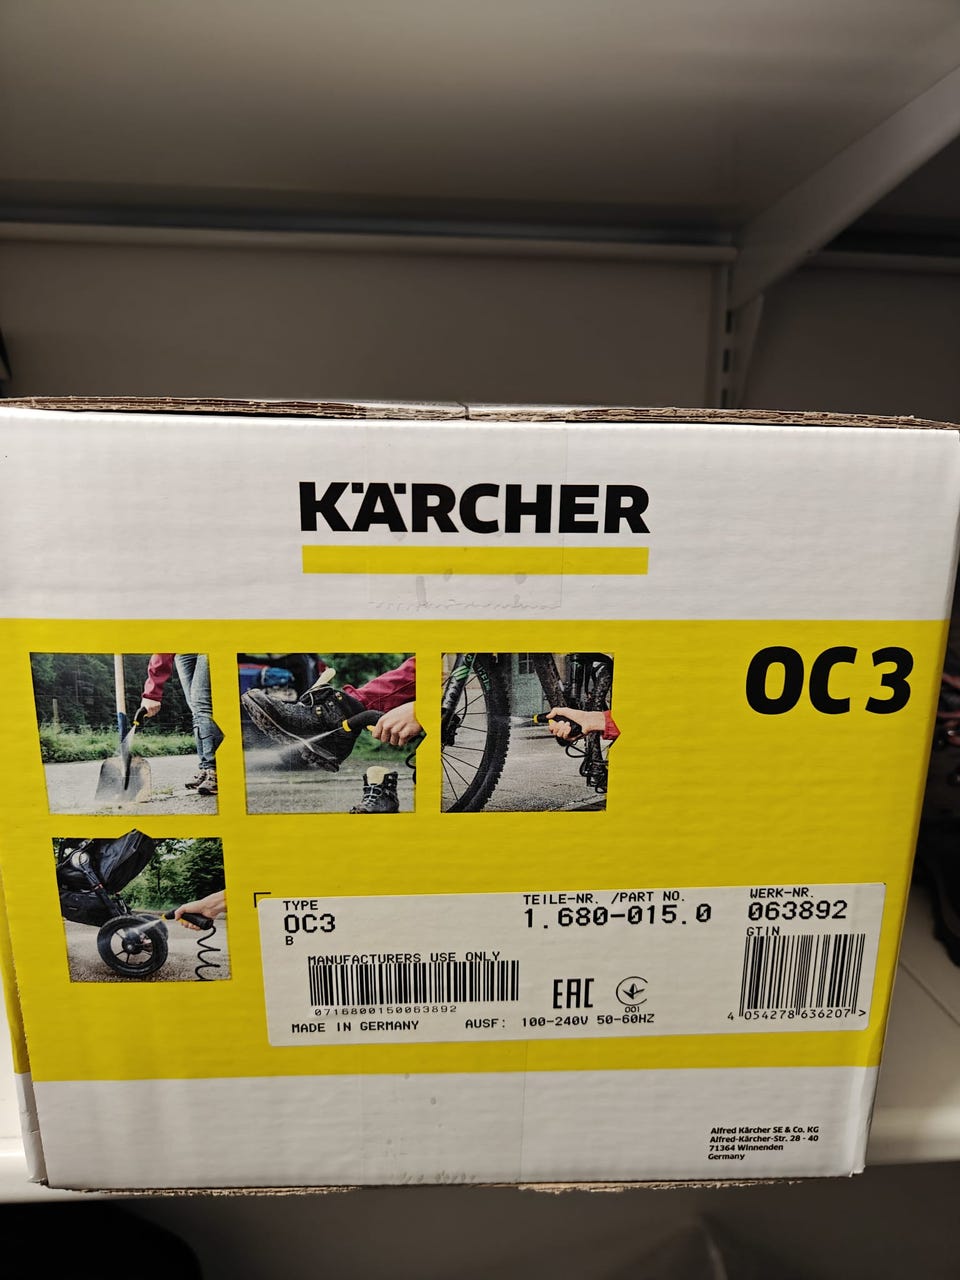 KÄRCHER
OC 3
TYPE
OC3
B
TEILE-NR. /PART NO.
1.680-015.0
WERK-NR.
063892
GTIN
MANUFACTURERS USE ONLY
0716800150063892
EAC
001
4 054278 636207 >
MADE IN GERMANY
AUSF: 100-240V 50-60HZ
Alfred Kärcher SE & Co. KG
Alfred-Kärcher-Str. 28 - 40
71364 Winnenden
Germany